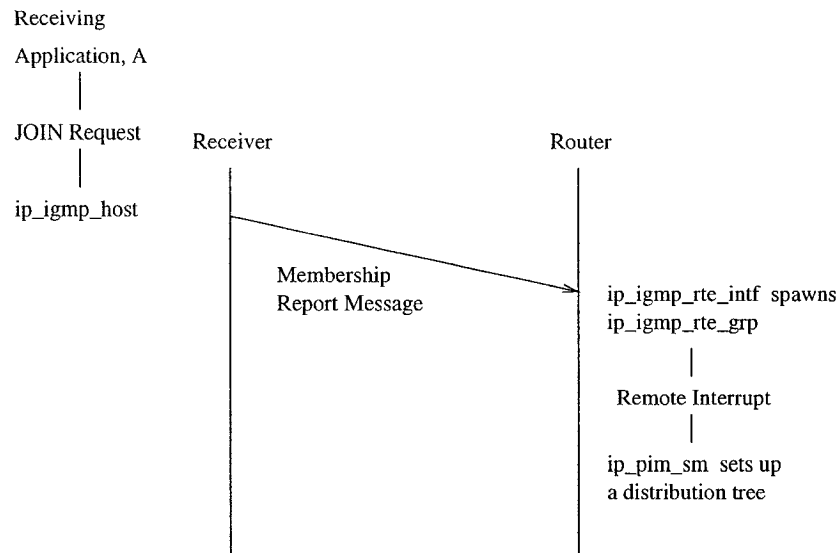 Receiving
Application, A
JOIN Request
ip_igmp_host
Receiver
Router
Membership
Report Message
ip_igmp_rte_intf spawns
ip_igmp_rte_grp
Remote Interrupt
ip_pim_sm sets up
a distribution tree